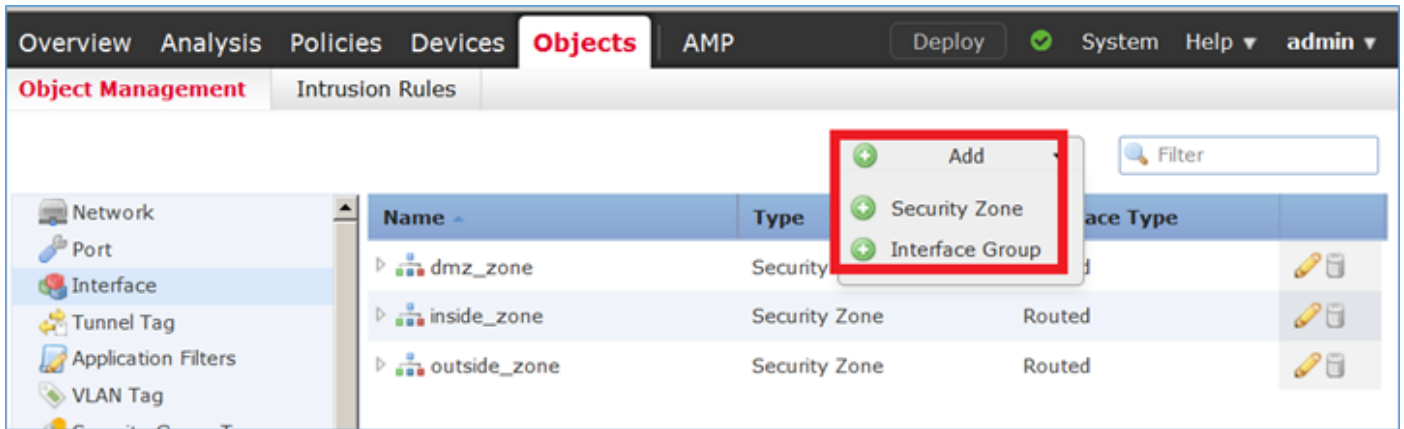 Overview Analysis Policies Devices Objects AMP Deploy System Help admin
Object Management Intrusion Rules
Add Filter
Network
Port
Interface
Tunnel Tag
Application Filters
VLAN Tag
Name Type ace Type
Security Zone
Interface Group
dmz_zone Security
inside_zone Security Zone Routed
outside_zone Security Zone Routed